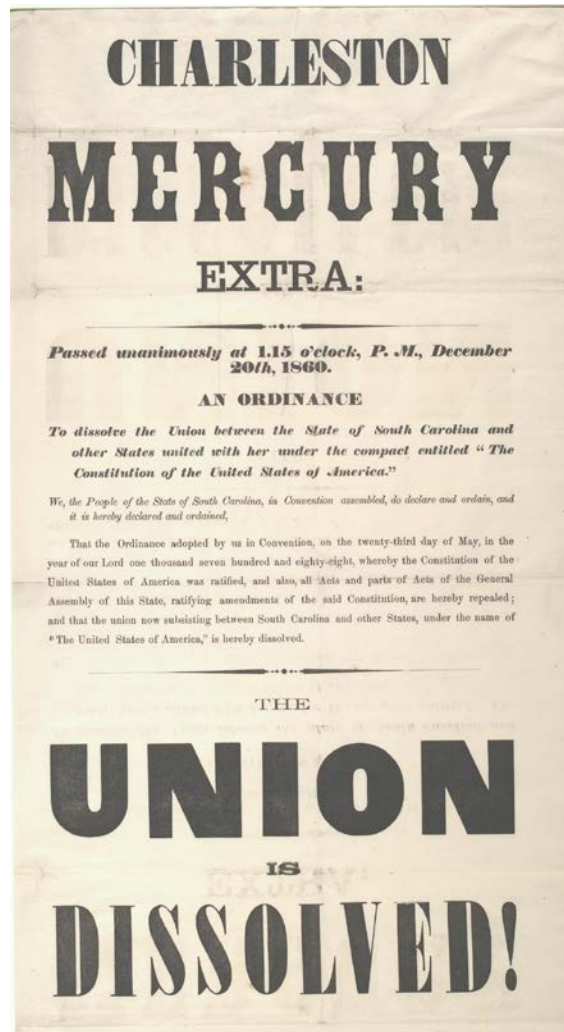 CHARLESTON
MERCURY
EXTRA:
Passed unanimously at 1.15 o'clock, P. M., December
20th, 1860.
AN ORDINANCE
To dissolve the Union between the State of South Carolina and
other States united with her under the compact entitled “The
Constitution of the United States of America.”
We, the People of the State of South Carolina, in Convention assembled, do declare and ordain, and
it is hereby declared and ordained,
That the Ordinance adopted by us in Convention, on the twenty-third day of May, in the
year of our Lord one thousand seven hundred and eighty-eight, whereby the Constitution of the
United States of America was ratified, and also, all Acts and parts of Acts of the General
Assembly of this State, ratifying amendments of the said Constitution, are hereby repealed;
and that the union now subsisting between South Carolina and other States, under the name of
“The United States of America,” is hereby dissolved.
THE
UNION
IS
DISSOLVED!